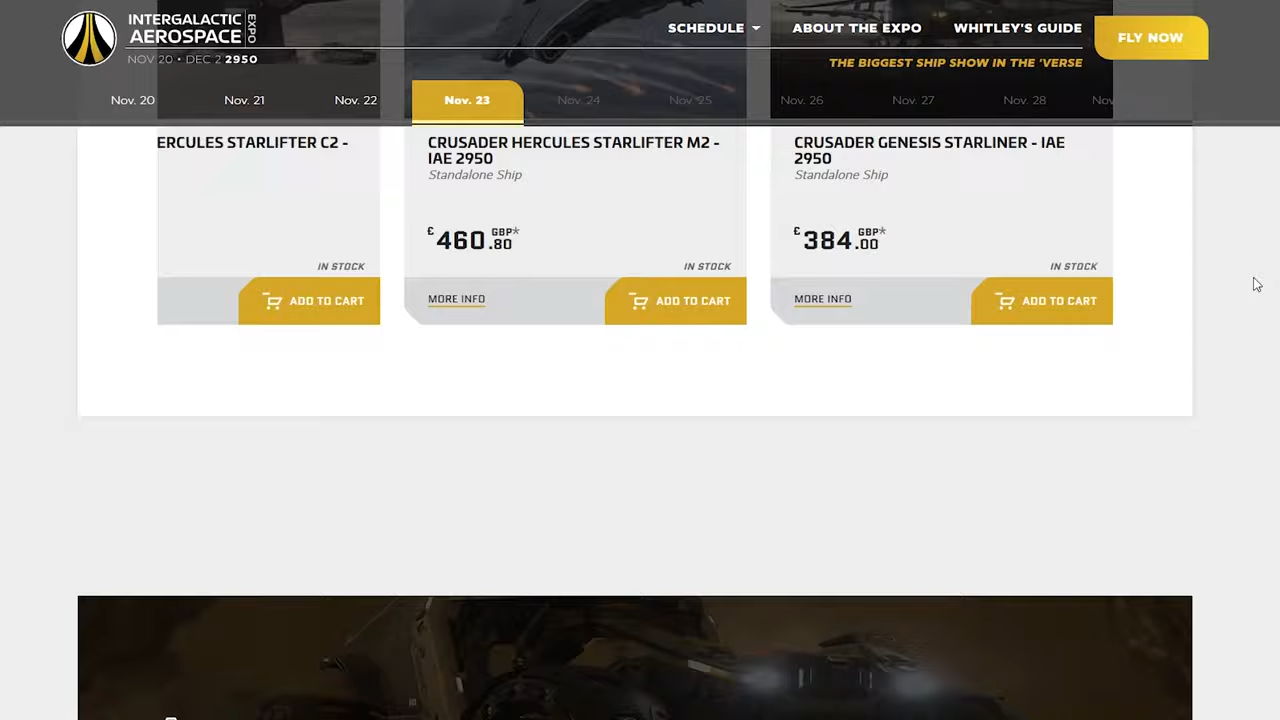 INTERGALACTIC
AEROSPACE
EXPO
NOV 20 • DEC 2 2950
SCHEDULE
ABOUT THE EXPO
WHITLEY'S GUIDE
FLY NOW
THE BIGGEST SHIP SHOW IN THE 'VERSE
Nov. 20
Nov. 21
Nov. 22
Nov. 23
Nov. 24
Nov. 25
Nov. 26
Nov. 27
Nov. 28
Nov
ERCULES STARLIFTER C2 -
IN STOCK
ADD TO CART
CRUSADER HERCULES STARLIFTER M2 -
IAE 2950
Standalone Ship
£460.80 GBP*
IN STOCK
MORE INFO
ADD TO CART
CRUSADER GENESIS STARLINER - IAE
2950
Standalone Ship
£384.00 GBP*
IN STOCK
MORE INFO
ADD TO CART